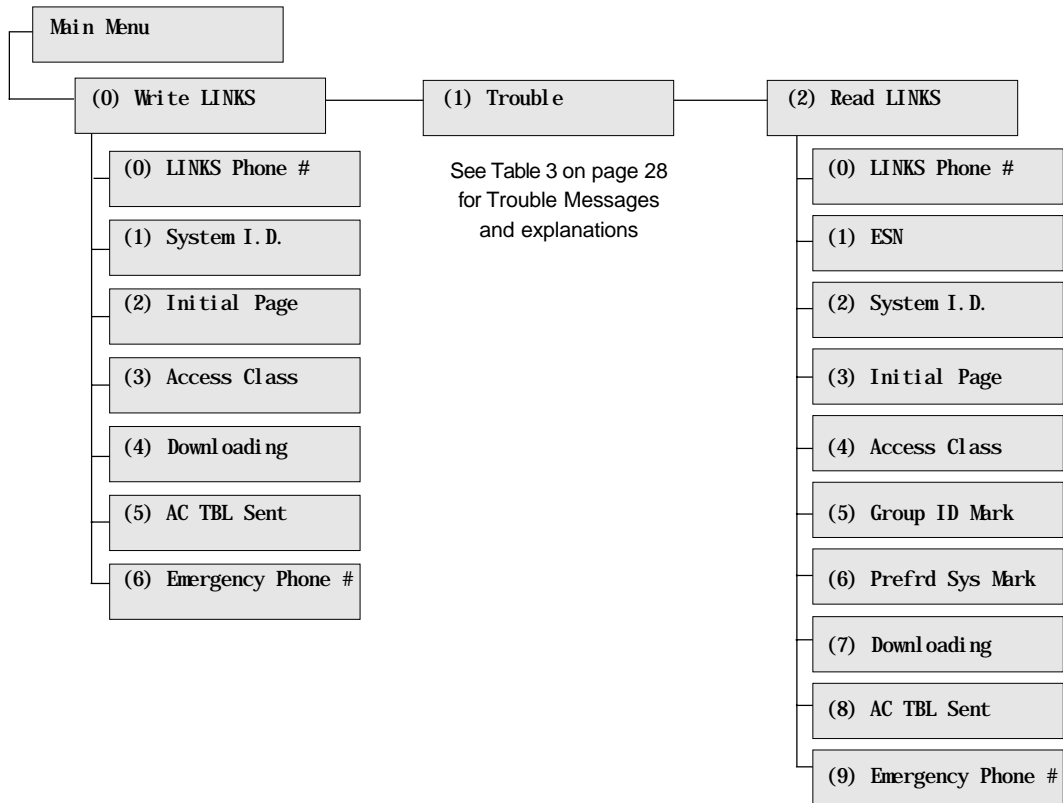 Main Menu
(0) Write LINKS
(1) Trouble
(2) Read LINKS
(0) LINKS Phone #
(1) System I.D.
(2) Initial Page
(3) Access Class
(4) Downloading
(5) AC TBL Sent
(6) Emergency Phone #
See Table 3 on page 28
for Trouble Messages
and explanations
(0) LINKS Phone #
(1) ESN
(2) System I.D.
(3) Initial Page
(4) Access Class
(5) Group ID Mark
(6) Prefrd Sys Mark
(7) Downloading
(8) AC TBL Sent
(9) Emergency Phone #